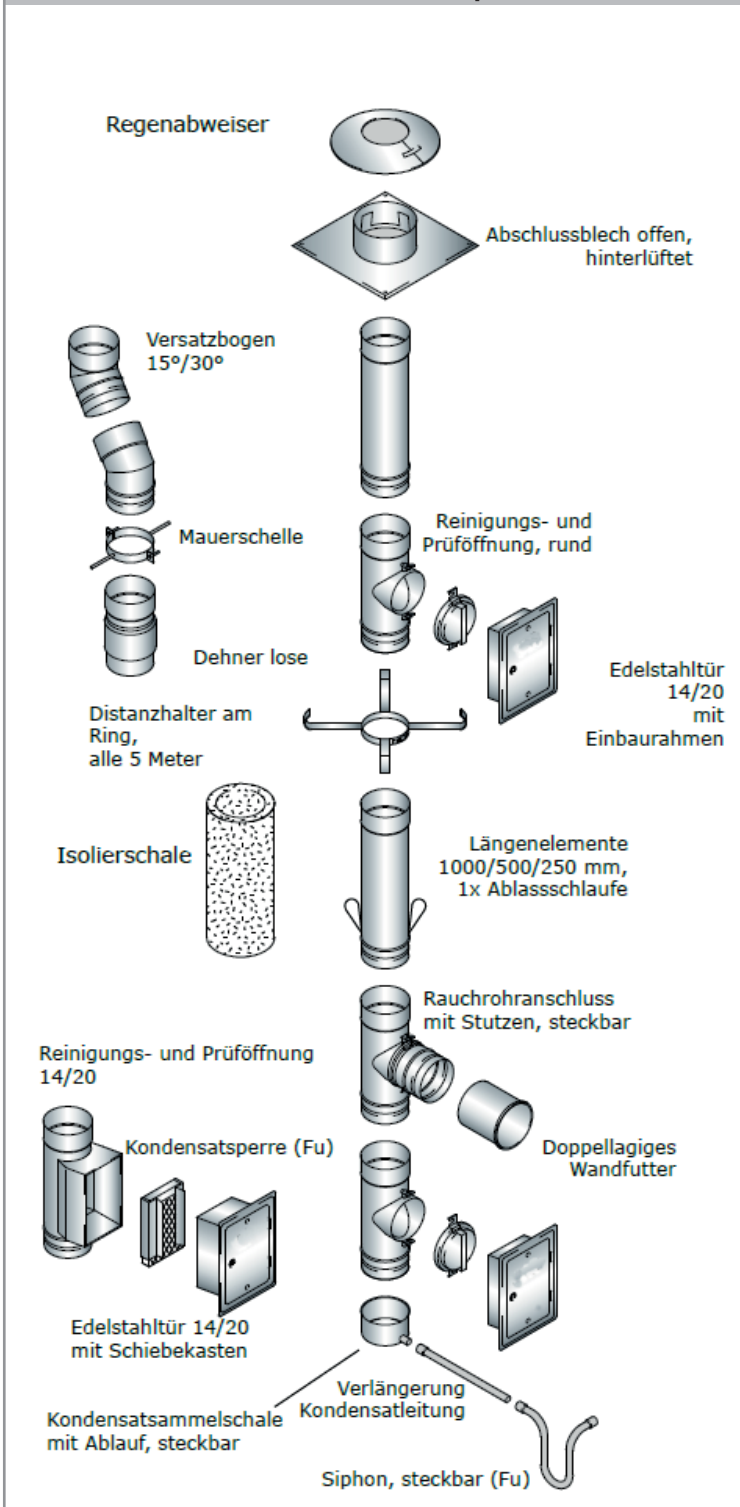 Regenabweiser
Abschlussblech offen,
hinterlüftet
Versatzbogen
15°/30°
Mauerschelle
Reinigungs- und
Prüföffnung, rund
Dehner lose
Edelstahltür
14/20
mit
Einbaurahmen
Distanzhalter am
Ring,
alle 5 Meter
Isolierschale
Längenelemente
1000/500/250 mm,
1x Ablassschlaufe
Rauchrohranschluss
mit Stutzen, steckbar
Reinigungs- und Prüföffnung
14/20
Kondensatsperre (Fu)
Doppellagiges
Wandfutter
Edelstahltür 14/20
mit Schiebekasten
Verlängerung
Kondensatleitung
Kondensatsammelschale
mit Ablauf, steckbar
Siphon, steckbar (Fu)